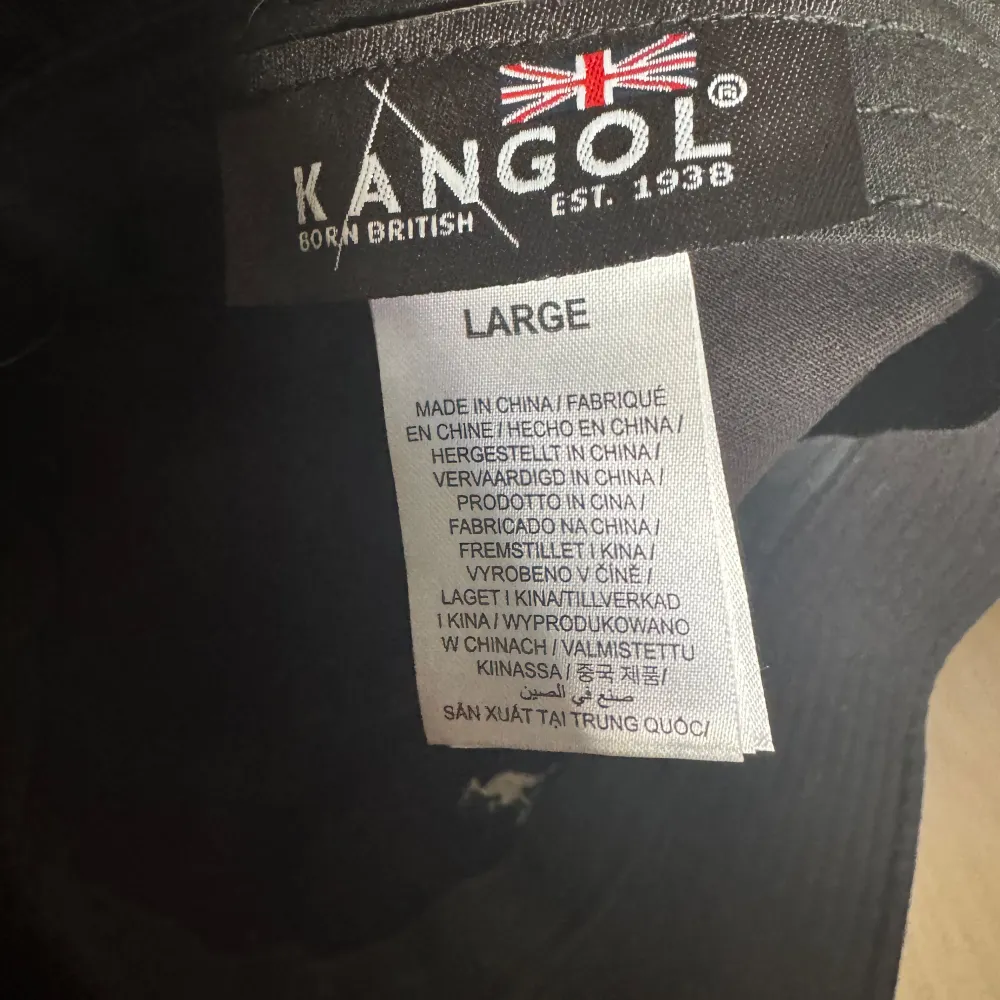 KANGOL®
BORN BRITISH EST. 1938
LARGE
MADE IN CHINA / FABRIQUÉ
EN CHINE / HECHO EN CHINA /
HERGESTELLT IN CHINA /
VERVAARDIGD IN CHINA /
PRODOTTO IN CINA /
FABRICADO NA CHINA /
FREMSTILLET I KINA /
VYROBENO V ČÍNĚ /
LAGET I KINA/TILLVERKAD
I KINA / WYPRODUKOWANO
W CHINACH / VALMISTETTU
KIINASSA / 중국 제품/
صنع في الصين
SẢN XUẤT TẠI TRUNG QUỐC/